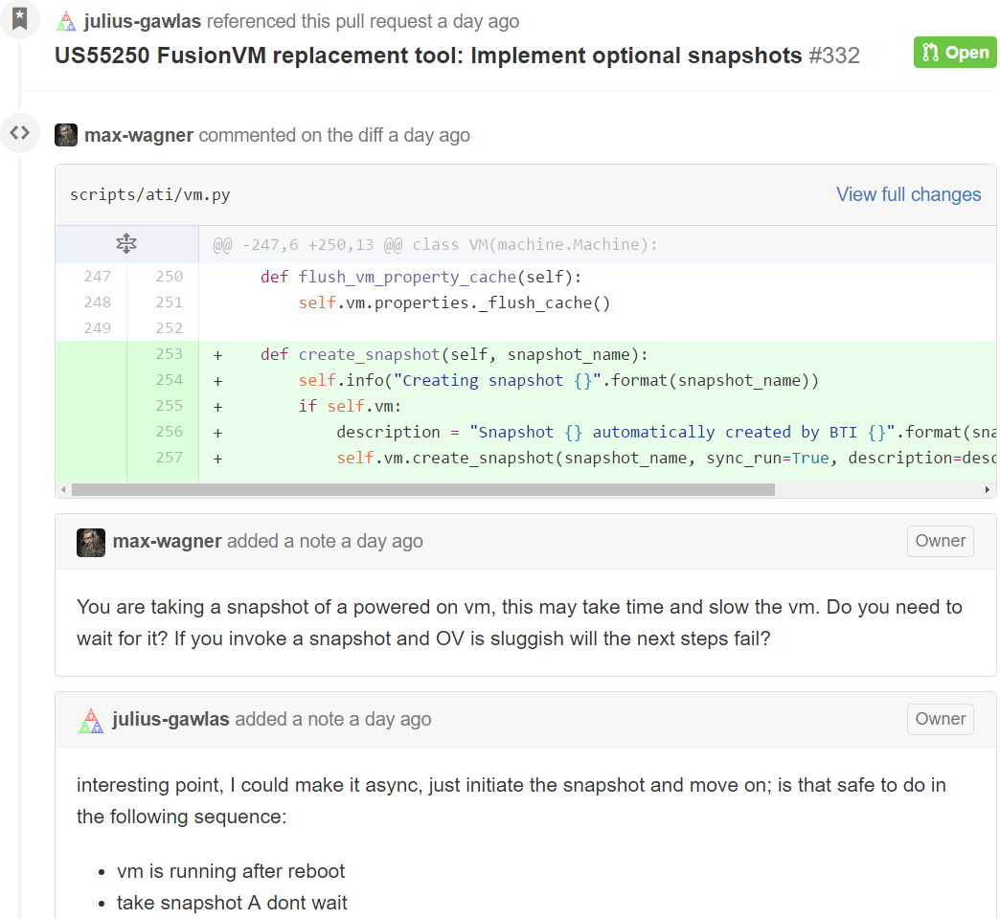 julius-gawlas referenced this pull request a day ago
US55250 FusionVM replacement tool: Implement optional snapshots #332
Open
max-wagner commented on the diff a day ago
scripts/ati/vm.py
View full changes
@@ -247,6 +250,13 @@ class VM(machine.Machine):
247 250 def flush_vm_property_cache(self):
248 251 self.vm.properties._flush_cache()
249 252
253 + def create_snapshot(self, snapshot_name):
254 + self.info("Creating snapshot {}".format(snapshot_name))
255 + if self.vm:
256 + description = "Snapshot {} automatically created by BTI {}".format(sna
257 + self.vm.create_snapshot(snapshot_name, sync_run=True, description=desc
max-wagner added a note a day ago
Owner
You are taking a snapshot of a powered on vm, this may take time and slow the vm. Do you need to
wait for it? If you invoke a snapshot and OV is sluggish will the next steps fail?
julius-gawlas added a note a day ago
Owner
interesting point, I could make it async, just initiate the snapshot and move on; is that safe to do in
the following sequence:
• vm is running after reboot
• take snapshot A dont wait